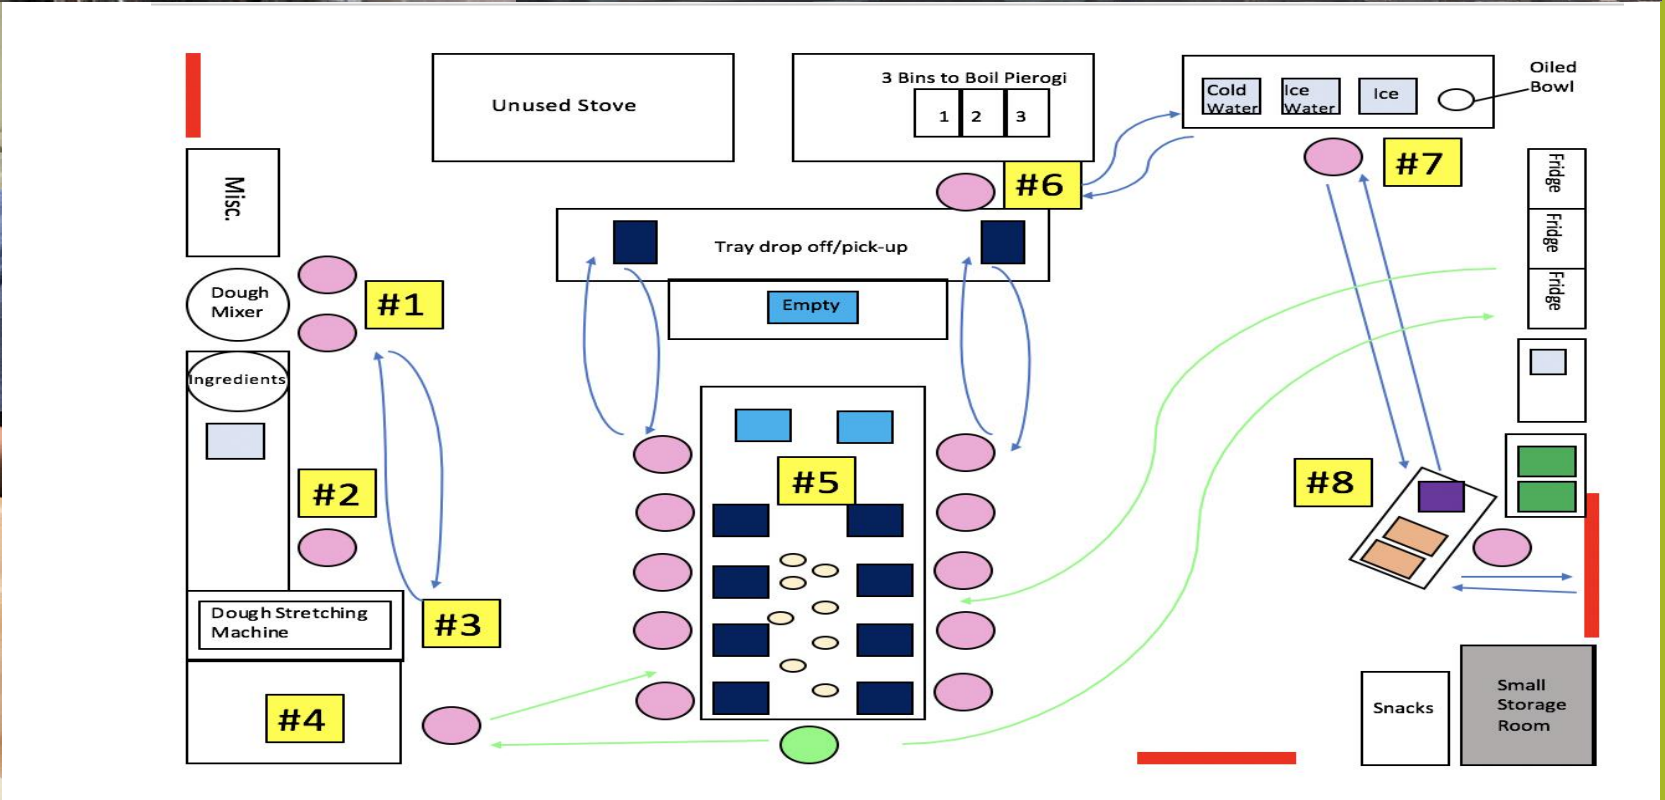 Unused Stove
3 Bins to Boil Pierogi
1 2 3
Cold
Water
Ice
Water
Ice
Oiled
Bowl
#6
#7
Misc.
Fridge
Fridge
Fridge
Tray drop off/pick-up
Empty
Dough
Mixer
#1
Ingredients
#2
#5
#8
Dough Stretching
Machine
#3
#4
Snacks
Small
Storage
Room